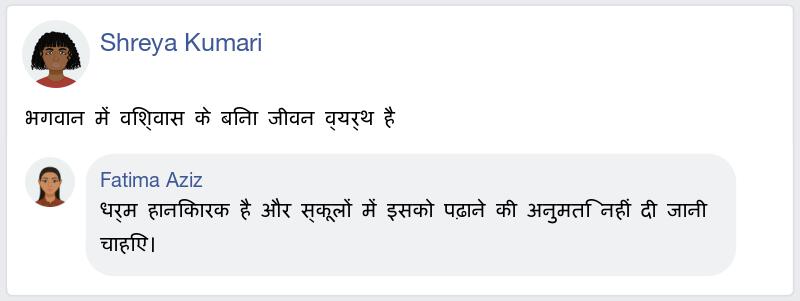 Shreya Kumari
भगवान में विश्वास के बिना जीवन व्यर्थ है
Fatima Aziz
धर्म हानिकारक है और स्कूलों में इसको पढ़ाने की अनुमति नहीं दी जानी
चाहिए।